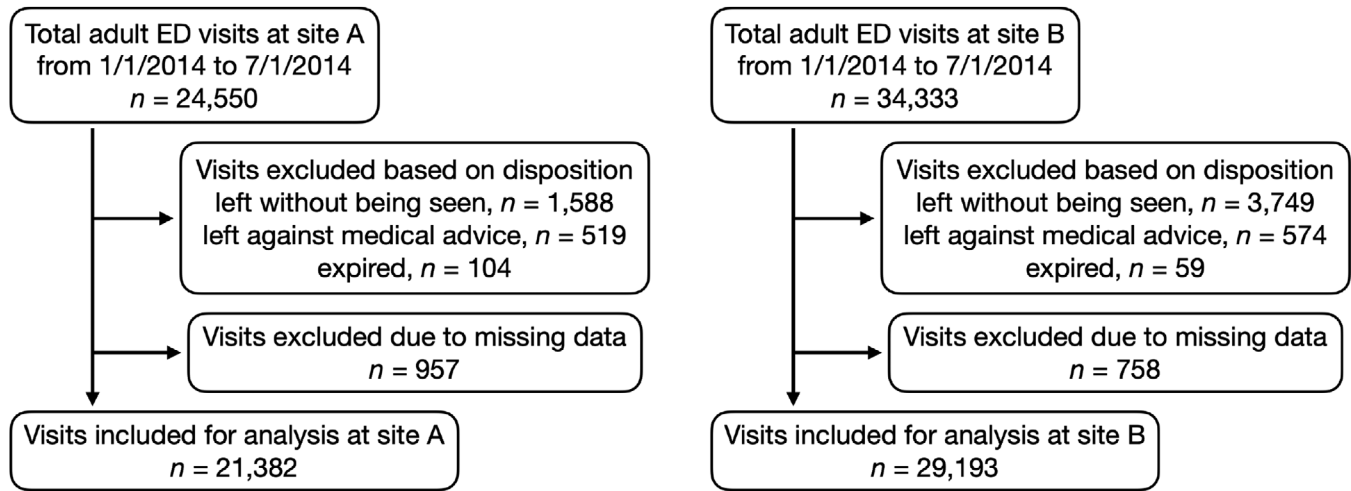 Total adult ED visits at site A
from 1/1/2014 to 7/1/2014
n = 24,550
Visits excluded based on disposition
left without being seen, n = 1,588
left against medical advice, n = 519
expired, n = 104
Visits excluded due to missing data
n = 957
Visits included for analysis at site A
n = 21,382
Total adult ED visits at site B
from 1/1/2014 to 7/1/2014
n = 34,333
Visits excluded based on disposition
left without being seen, n = 3,749
left against medical advice, n = 574
expired, n = 59
Visits excluded due to missing data
n = 758
Visits included for analysis at site B
n = 29,193